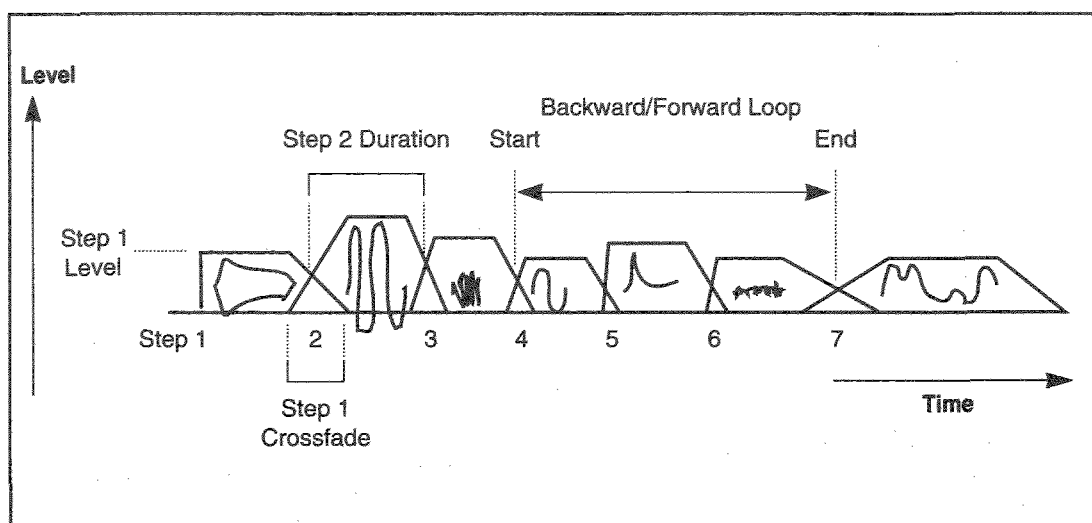 Level
Backward/Forward Loop
Step 2 Duration
Start
End
Step 1
Level
Step 1
2
3
4
5
6
7
Step 1
Crossfade
Time